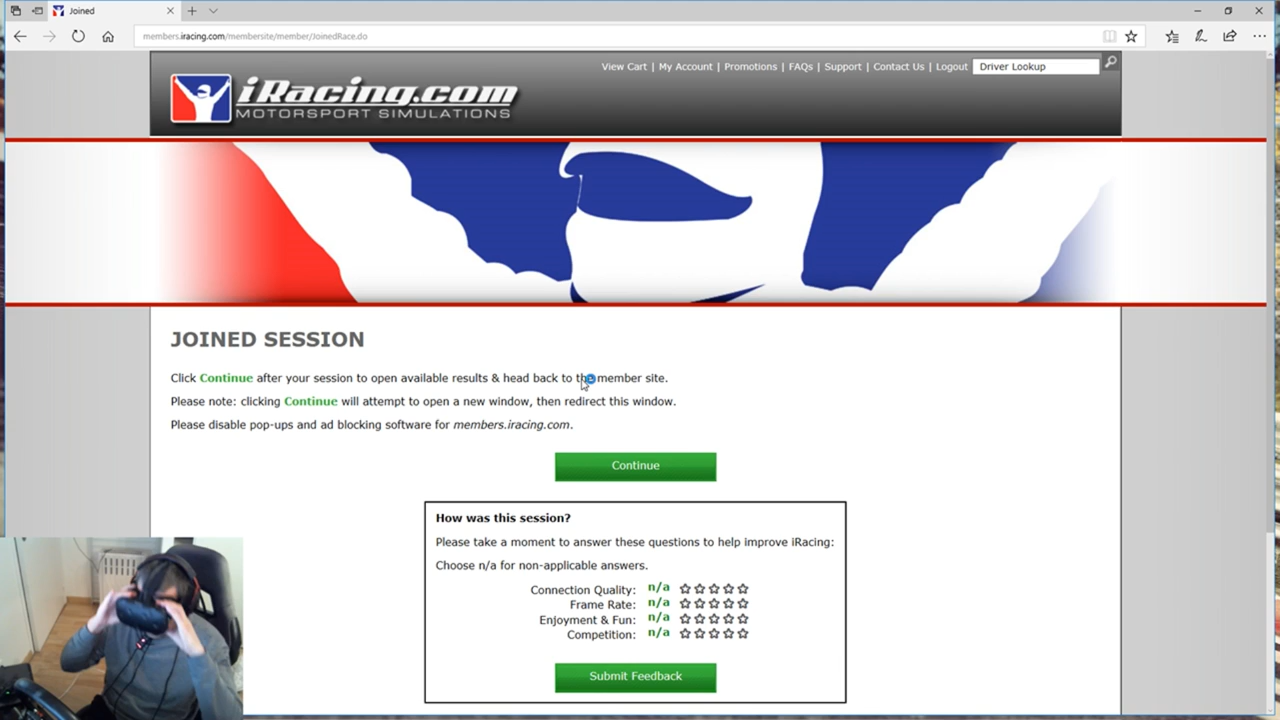 Joined
members.iracing.com/membersite/member/JoinedRace.do
View Cart | My Account | Promotions | FAQs | Support | Contact Us | Logout
Driver Lookup
iRacing.com
MOTORSPORT SIMULATIONS
JOINED SESSION
Click Continue after your session to open available results & head back to the member site.
Please note: clicking Continue will attempt to open a new window, then redirect this window.
Please disable pop-ups and ad blocking software for members.iracing.com.
Continue
How was this session?
Please take a moment to answer these questions to help improve iRacing:
Choose n/a for non-applicable answers.
Connection Quality: n/a
Frame Rate: n/a
Enjoyment & Fun: n/a
Competition: n/a
Submit Feedback